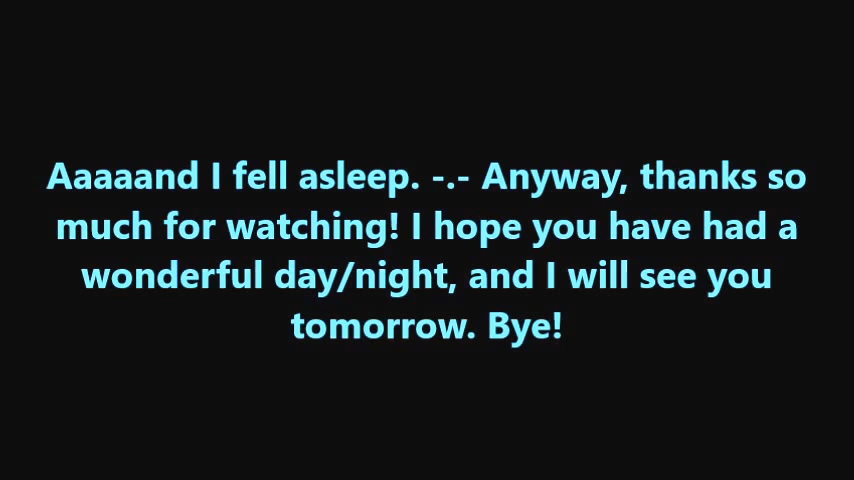 Aaaaand I fell asleep. -.- Anyway, thanks so
much for watching! I hope you have had a
wonderful day/night, and I will see you
tomorrow. Bye!